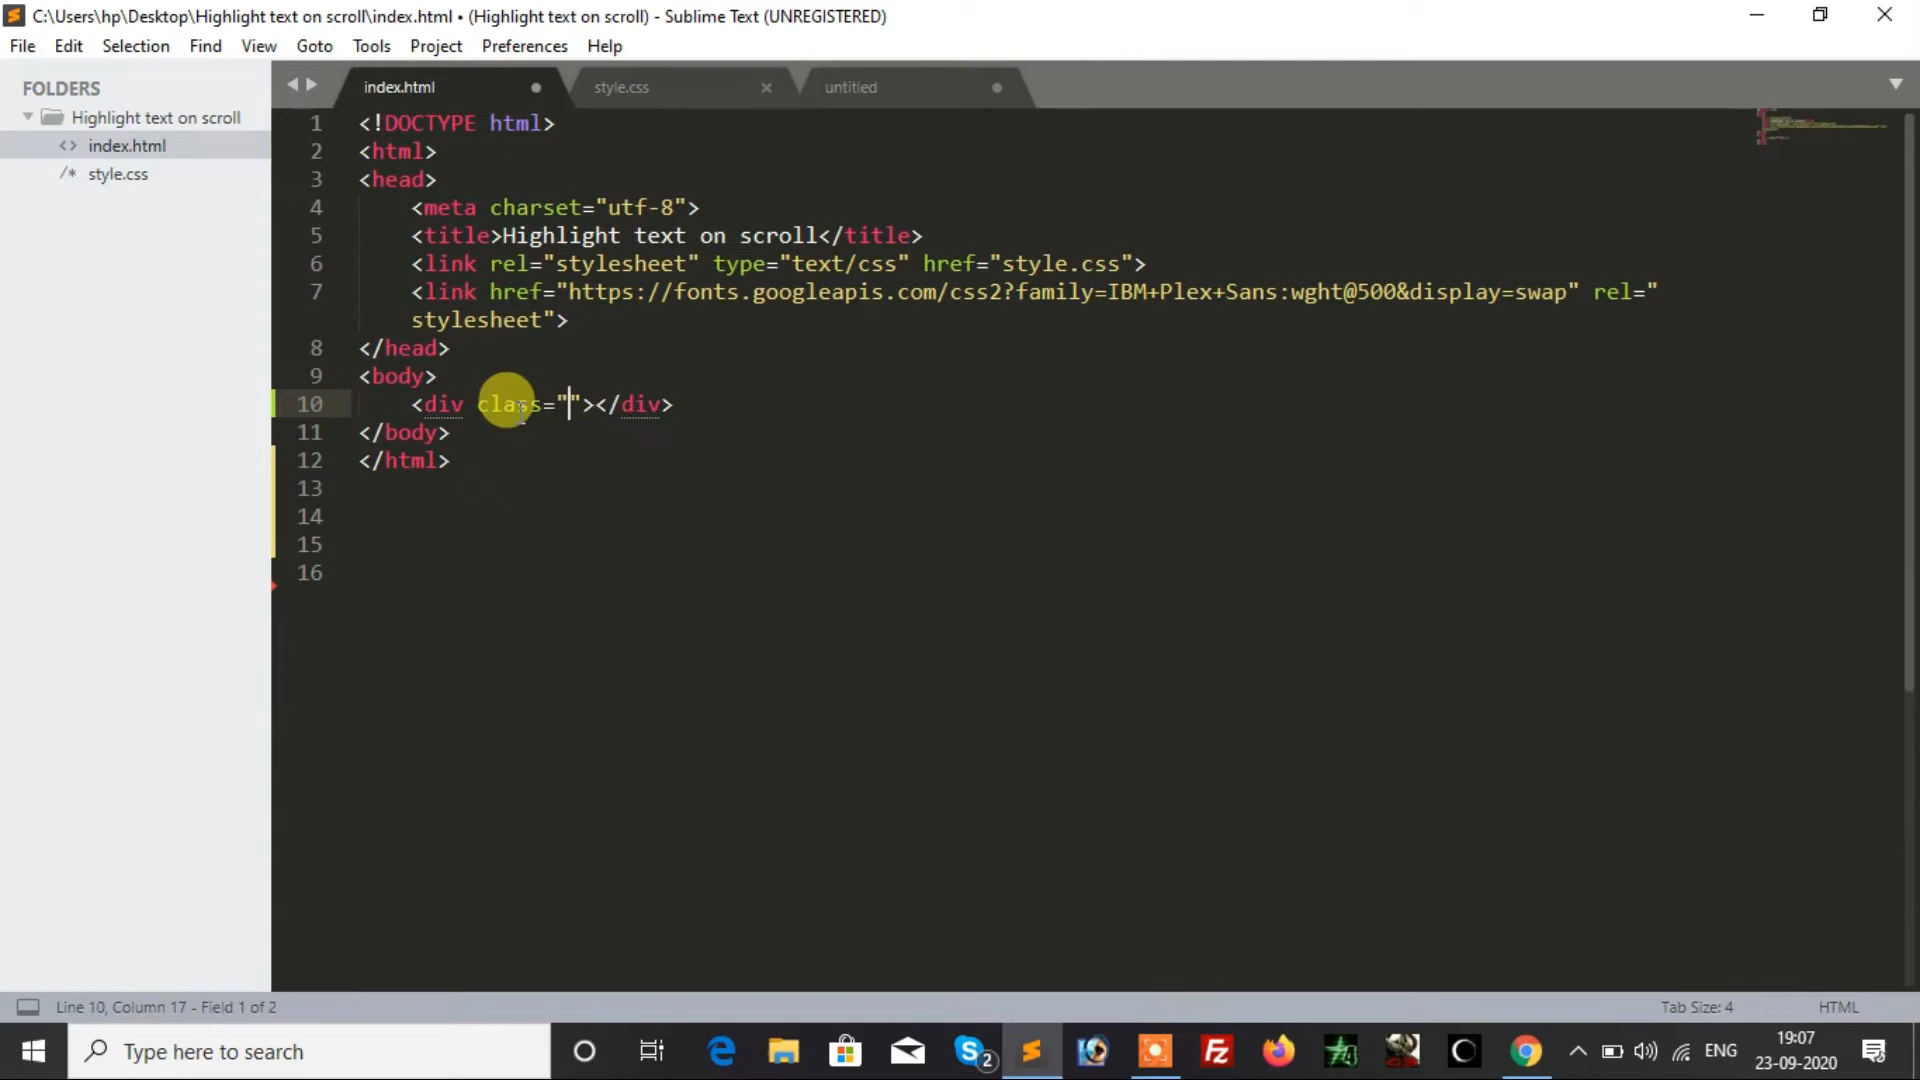 C:\Users\hp\Desktop\Highlight text on scroll\index.html • (Highlight text on scroll) - Sublime Text (UNREGISTERED)
File Edit Selection Find View Goto Tools Project Preferences Help
FOLDERS
Highlight text on scroll
<> index.html
/* style.css
index.html style.css untitled
1 <!DOCTYPE html>
2 <html>
3 <head>
4 <meta charset="utf-8">
5 <title>Highlight text on scroll</title>
6 <link rel="stylesheet" type="text/css" href="style.css">
7 <link href="https://fonts.googleapis.com/css2?family=IBM+Plex+Sans:wght@500&display=swap" rel="
stylesheet">
8 </head>
9 <body>
10 <div class=""></div>
11 </body>
12 </html>
13
14
15
16
Line 10, Column 17 - Field 1 of 2 Tab Size: 4 HTML
Type here to search
2
ENG
19:07
23-09-2020